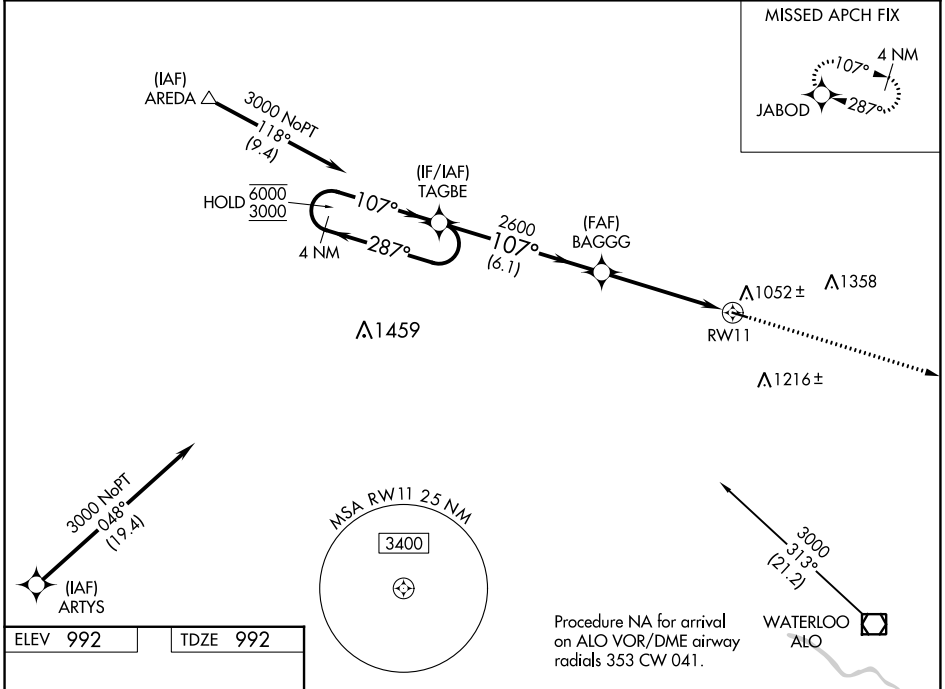 MISSED APCH FIX
4 NM
107°
JABOD
287°
(IAF)
AREDA
3000 NoPT
118°
(9.4)
(IF/IAF)
TAGBE
HOLD 6000
3000
107°
287°
4 NM
2600
107°
(6.1)
(FAF)
BAGGG
1052 ±
1358
RW11
1459
1216 ±
3000 NoPT
048°
(19.4)
(IAF)
ARTYS
MSA RW11 25 NM
3400
3000
313°
(21.2)
WATERLOO
ALO
Procedure NA for arrival
on ALO VOR/DME airway
radials 353 CW 041.
ELEV 992
TDZE 992